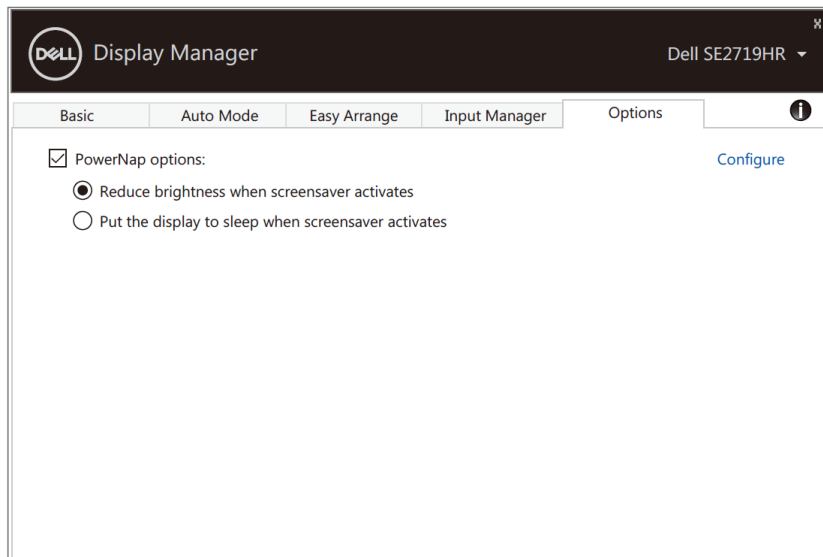 DELL Display Manager
Dell SE2719HR
Basic Auto Mode Easy Arrange Input Manager Options
PowerNap options: Configure
Reduce brightness when screensaver activates
Put the display to sleep when screensaver activates